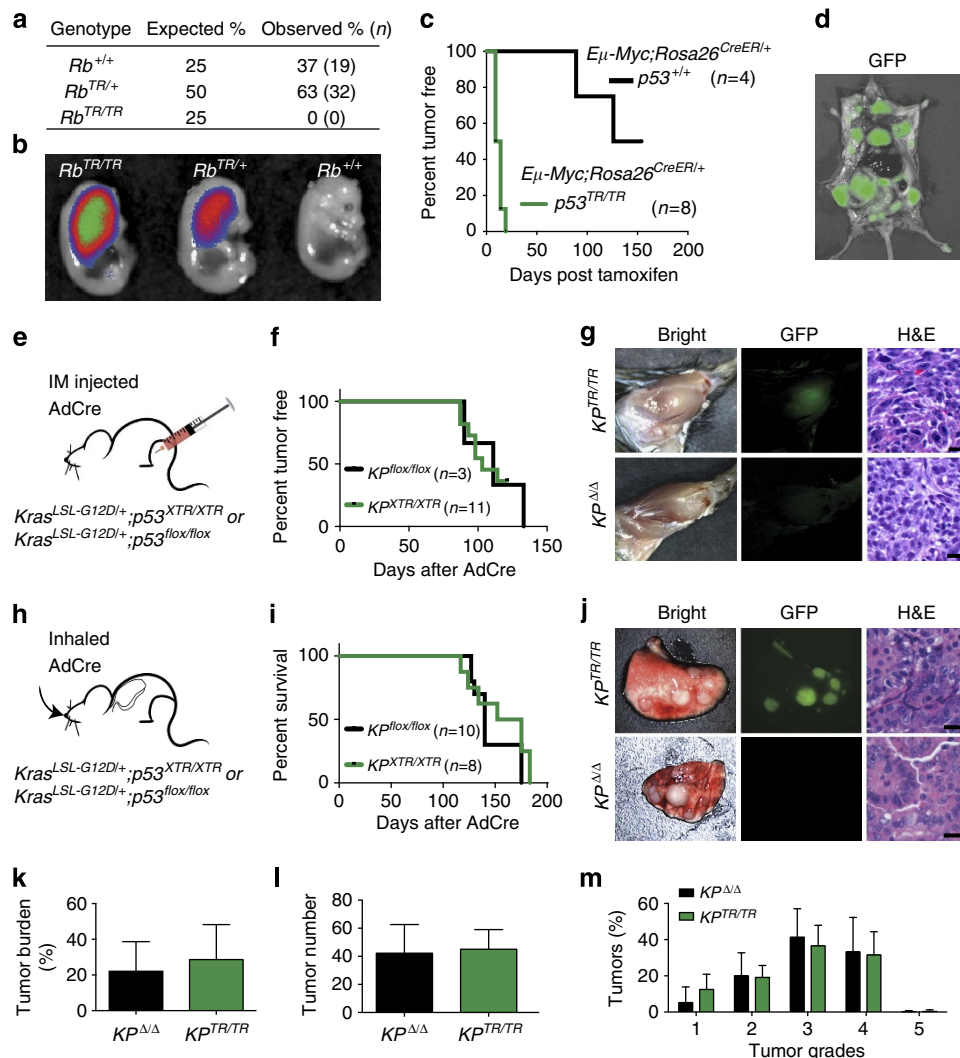 a
Genotype Expected % Observed % (n)
Rb+/+ 25 37 (19)
RbTR/+ 50 63 (32)
RbTR/TR 25 0 (0)
b
RbTR/TR RbTR/+ Rb+/+
c
Percent tumor free
100
80
60
40
20
0
0 50 100 150 200
Days post tamoxifen
Eμ-Myc;Rosa26CreER/+
p53+/+ (n=4)
Eμ-Myc;Rosa26CreER/+
p53TR/TR (n=8)
d
GFP
e
IM injected
AdCre
KrasLSL-G12D/+;p53XTR/XTR or
KrasLSL-G12D/+;p53flox/flox
f
Percent tumor free
100
50
0
0 50 100 150
Days after AdCre
KPflox/flox (n=3)
KPXTR/XTR (n=11)
g
Bright GFP H&E
KPTR/TR
KPΔ/Δ
h
Inhaled
AdCre
KrasLSL-G12D/+;p53XTR/XTR or
KrasLSL-G12D/+;p53flox/flox
i
Percent survival
100
50
0
0 50 100 150 200
Days after AdCre
KPflox/flox (n=10)
KPXTR/XTR (n=8)
j
Bright GFP H&E
KPTR/TR
KPΔ/Δ
k
Tumor burden
(%)
60
40
20
0
KPΔ/Δ KPTR/TR
l
Tumor number
80
60
40
20
0
KPΔ/Δ KPTR/TR
m
Tumors (%)
60
40
20
0
KPΔ/Δ
KPTR/TR
1 2 3 4 5
Tumor grades